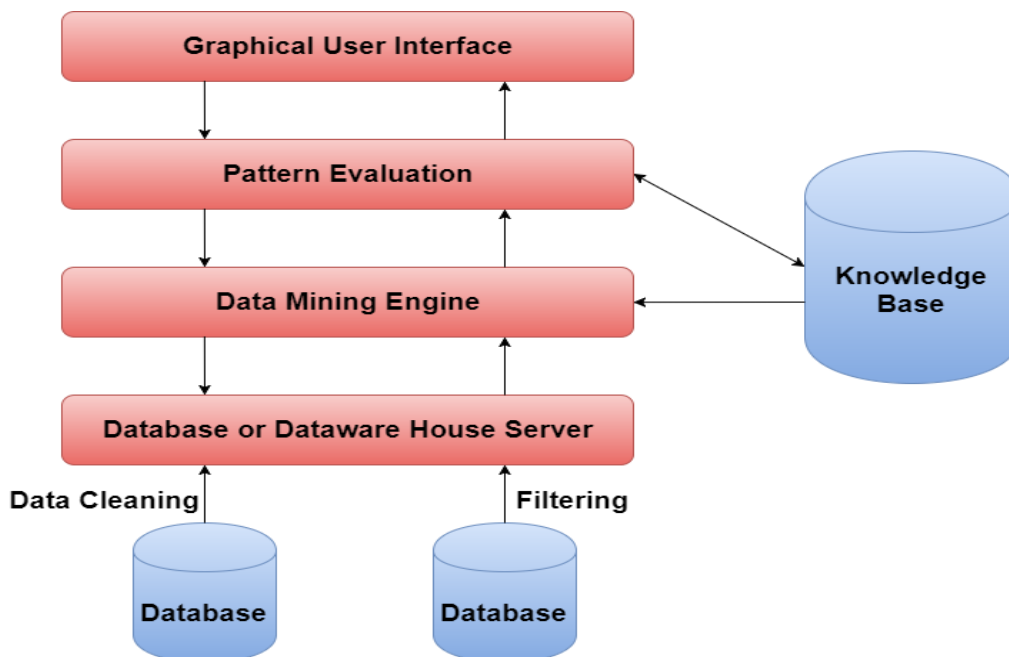 Graphical User Interface
Pattern Evaluation
Knowledge
Base
Data Mining Engine
Database or Dataware House Server
Data Cleaning
Filtering
Database
Database